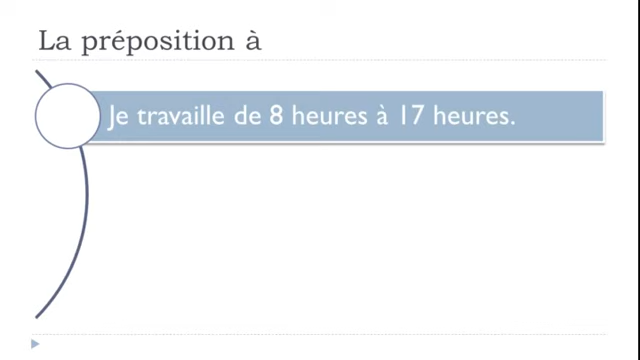 La préposition à
Je travaille de 8 heures à 17 heures.